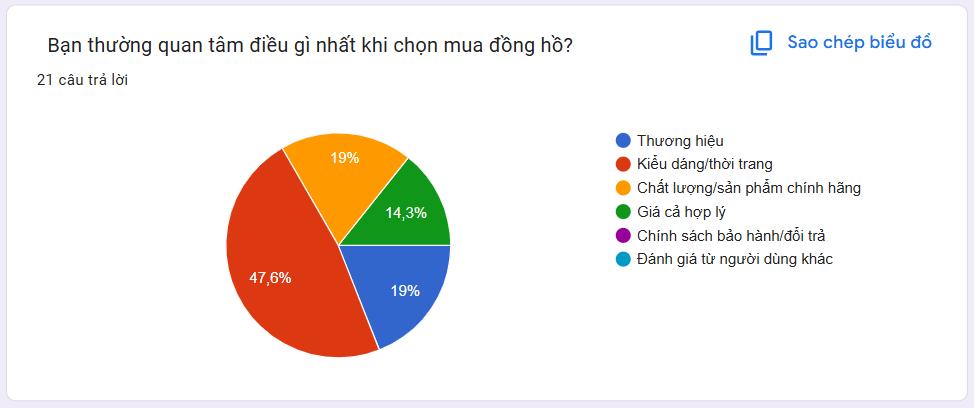 Bạn thường quan tâm điều gì nhất khi chọn mua đồng hồ?
Sao chép biểu đồ
21 câu trả lời
19%
47,6%
19%
14,3%
Thương hiệu
Kiểu dáng/thời trang
Chất lượng/sản phẩm chính hãng
Giá cả hợp lý
Chính sách bảo hành/đổi trả
Đánh giá từ người dùng khác